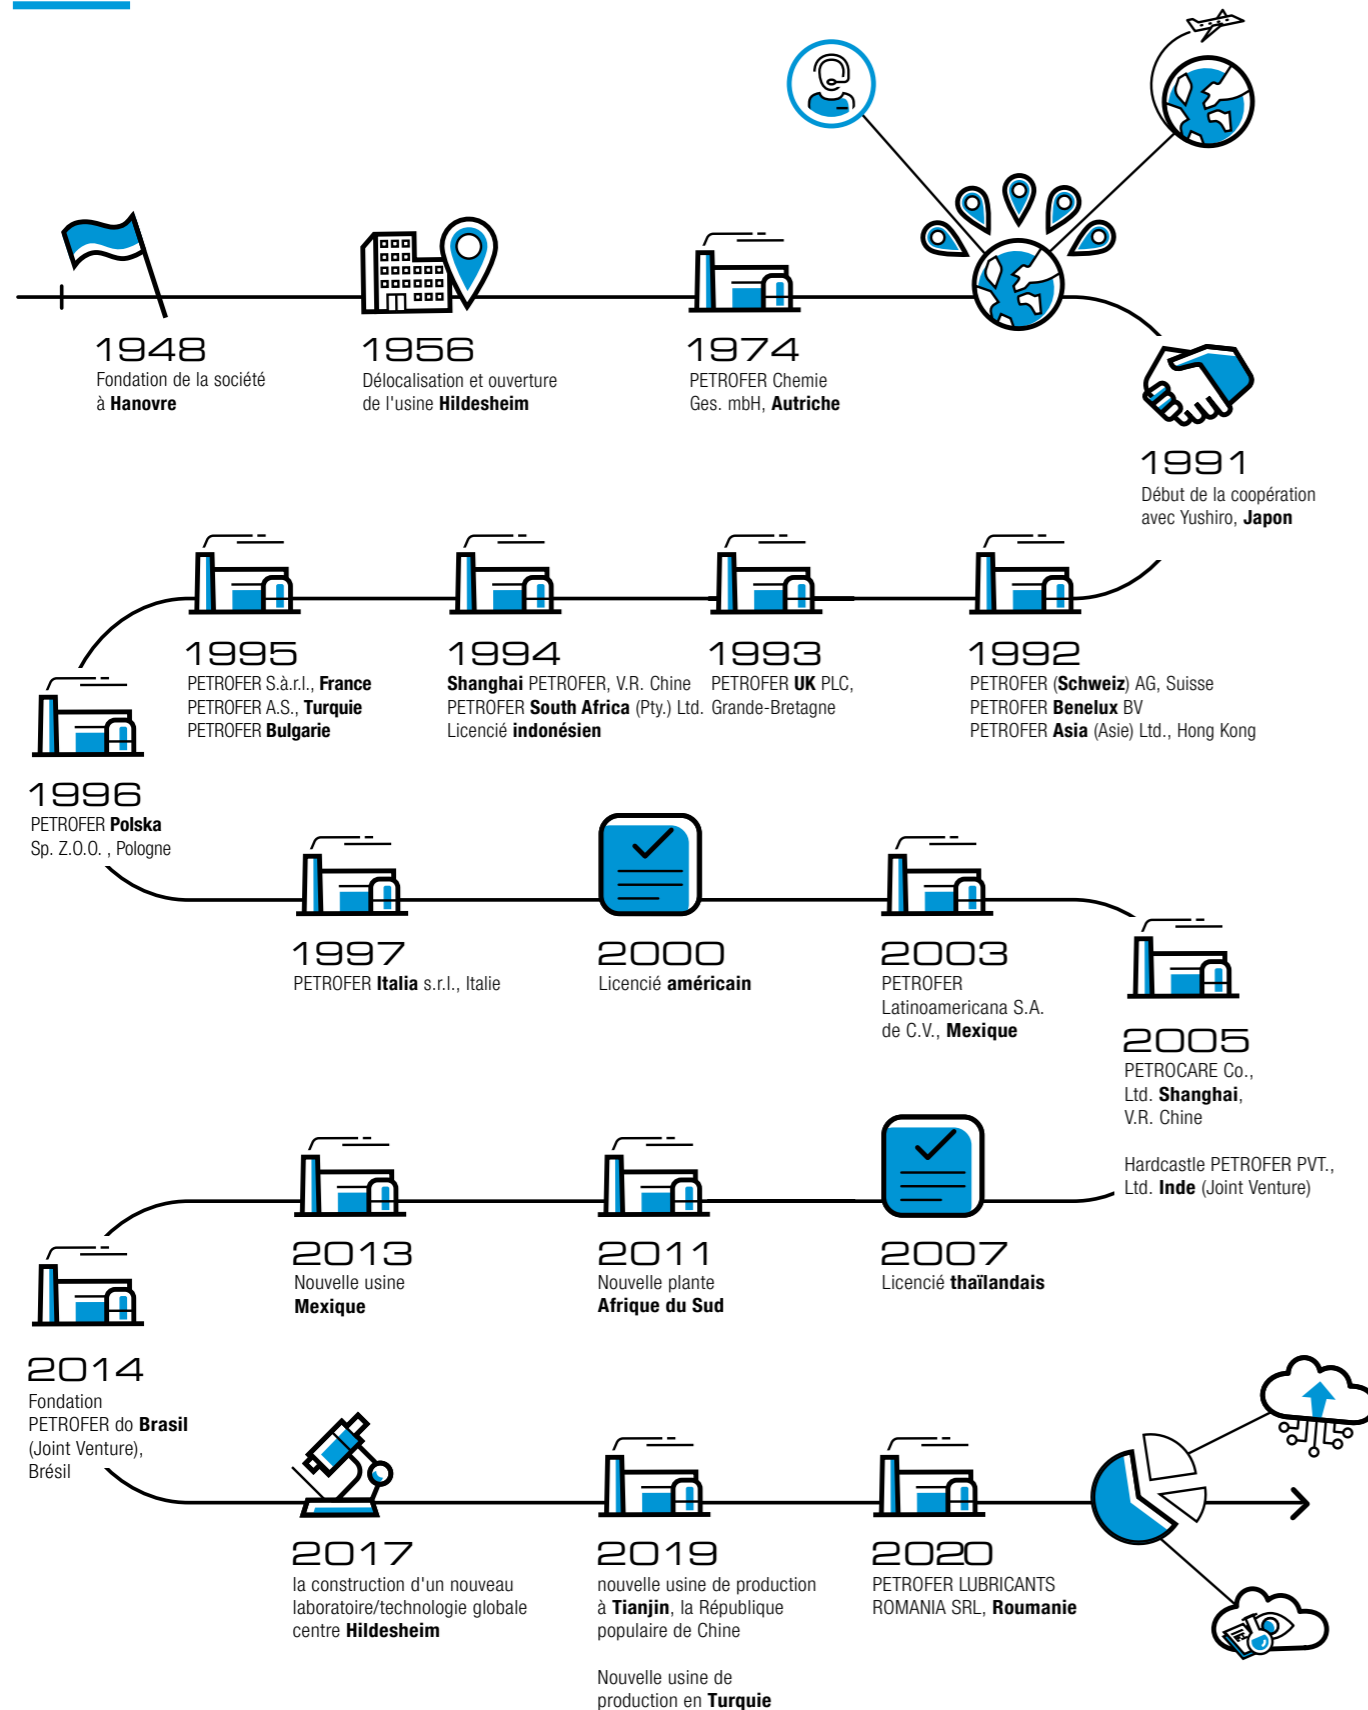 1948
Fondation de la société
à Hanovre
1956
Délocalisation et ouverture
de l'usine Hildesheim
1974
PETROFER Chemie
Ges. mbH, Autriche
1991
Début de la coopération
avec Yushiro, Japon
1992
PETROFER (Schweiz) AG, Suisse
PETROFER Benelux BV
PETROFER Asia (Asie) Ltd., Hong Kong
1993
PETROFER UK PLC,
Grande-Bretagne
1994
Shanghai PETROFER, V.R. Chine
PETROFER South Africa (Pty.) Ltd.
Licencié indonésien
1995
PETROFER S.à.r.l., France
PETROFER A.S., Turquie
PETROFER Bulgarie
1996
PETROFER Polska
Sp. Z.O.O. , Pologne
1997
PETROFER Italia s.r.l., Italie
2000
Licencié américain
2003
PETROFER
Latinoamericana S.A.
de C.V., Mexique
2005
PETROCARE Co.,
Ltd. Shanghai,
V.R. Chine
Hardcastle PETROFER PVT.,
Ltd. Inde (Joint Venture)
2007
Licencié thaïlandais
2011
Nouvelle plante
Afrique du Sud
2013
Nouvelle usine
Mexique
2014
Fondation
PETROFER do Brasil
(Joint Venture),
Brésil
2017
la construction d'un nouveau
laboratoire/technologie globale
centre Hildesheim
2019
nouvelle usine de production
à Tianjin, la République
populaire de Chine
Nouvelle usine de
production en Turquie
2020
PETROFER LUBRICANTS
ROMANIA SRL, Roumanie